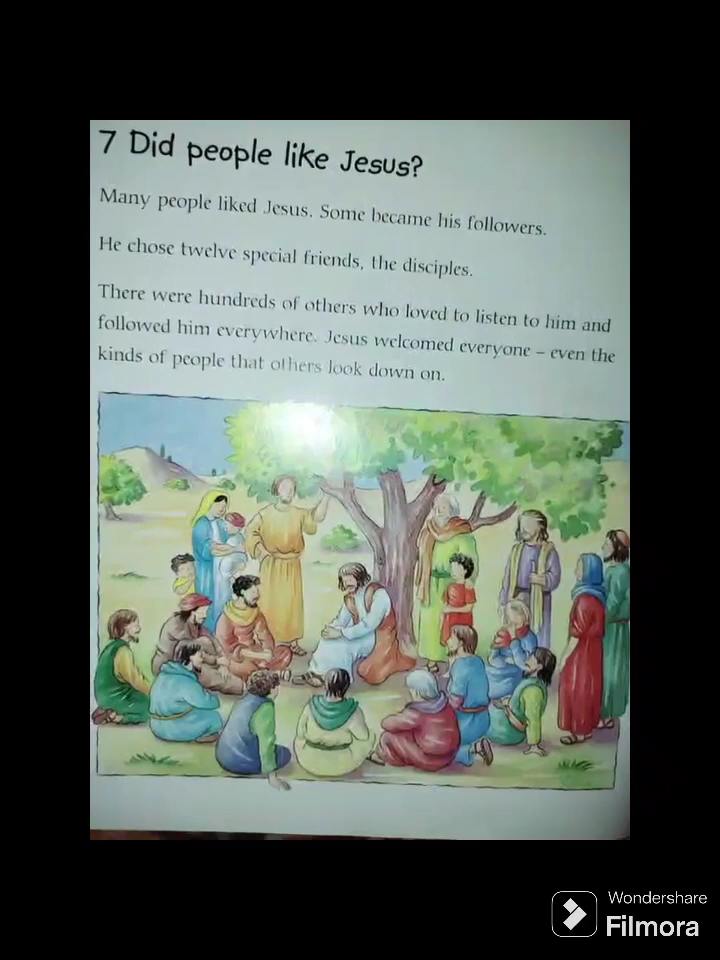 7 Did people like Jesus?
Many people liked Jesus. Some became his followers.
He chose twelve special friends, the disciples.
There were hundreds of others who loved to listen to him and
followed him everywhere. Jesus welcomed everyone – even the
kinds of people that others look down on.
Wondershare
Filmora